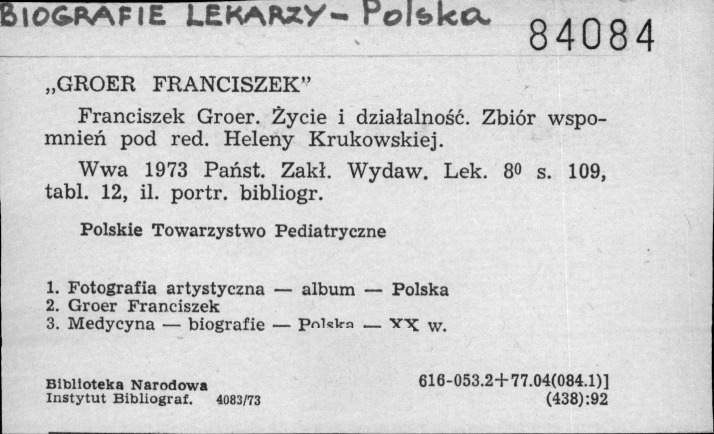 BIOGRAFIE LEKARZY - Polska
84084
„GROER FRANCISZEK”
Franciszek Groer. Życie i działalność. Zbiór wspo-
mnień pod red. Heleny Krukowskiej.
Wwa 1973 Państ. Zakł. Wydaw. Lek. 8⁰ s. 109,
tabl. 12, il. portr. bibliogr.
Polskie Towarzystwo Pediatryczne
1. Fotografia artystyczna — album — Polska
2. Groer Franciszek
3. Medycyna — biografie — Polska — XX w.
616-053.2+77.04(084.1)]
Biblioteka Narodowa
Instytut Bibliograf. 4083/73
(438):92